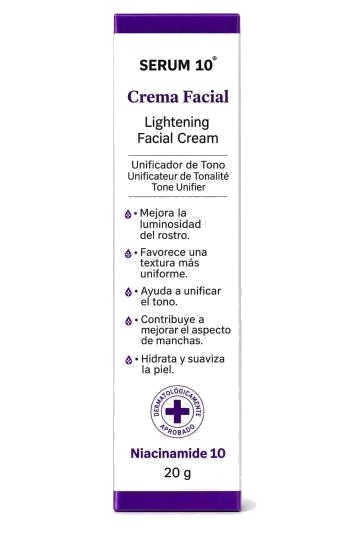 SERUM 10®
Crema Facial
Lightening
Facial Cream
Unificador de Tono
Unificateur de Tonalité
Tone Unifier
• Mejora la
luminosidad
del rostro.
• Favorece una
textura más
uniforme.
• Ayuda a unificar
el tono.
• Contribuye a
mejorar el aspecto
de manchas.
• Hidrata y suaviza
la piel.
DERMATOLÓGICAMENTE
APROBADO
Niacinamide 10
20 g